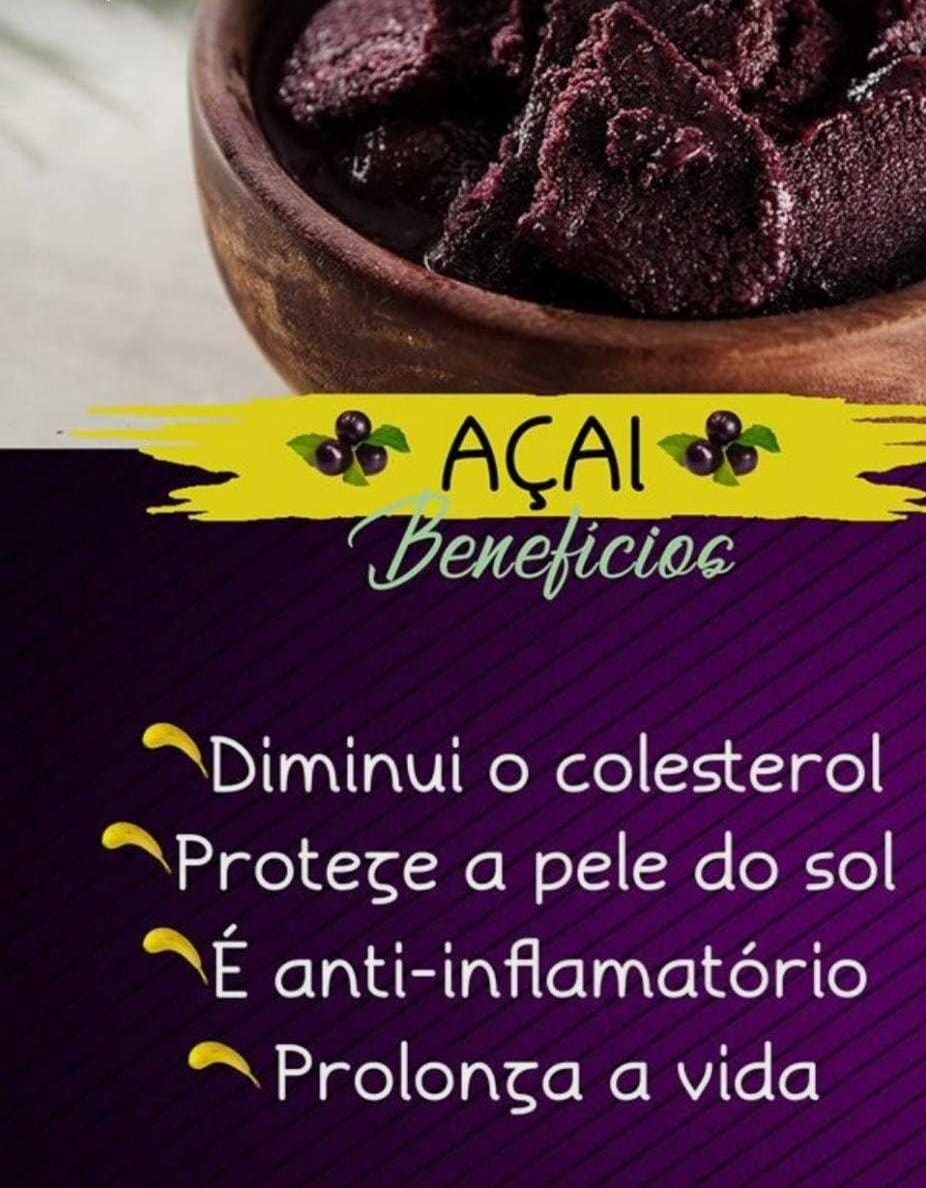 AÇAI
Benefícios
Diminui o colesterol
Protege a pele do sol
É anti-inflamatório
Prolonga a vida